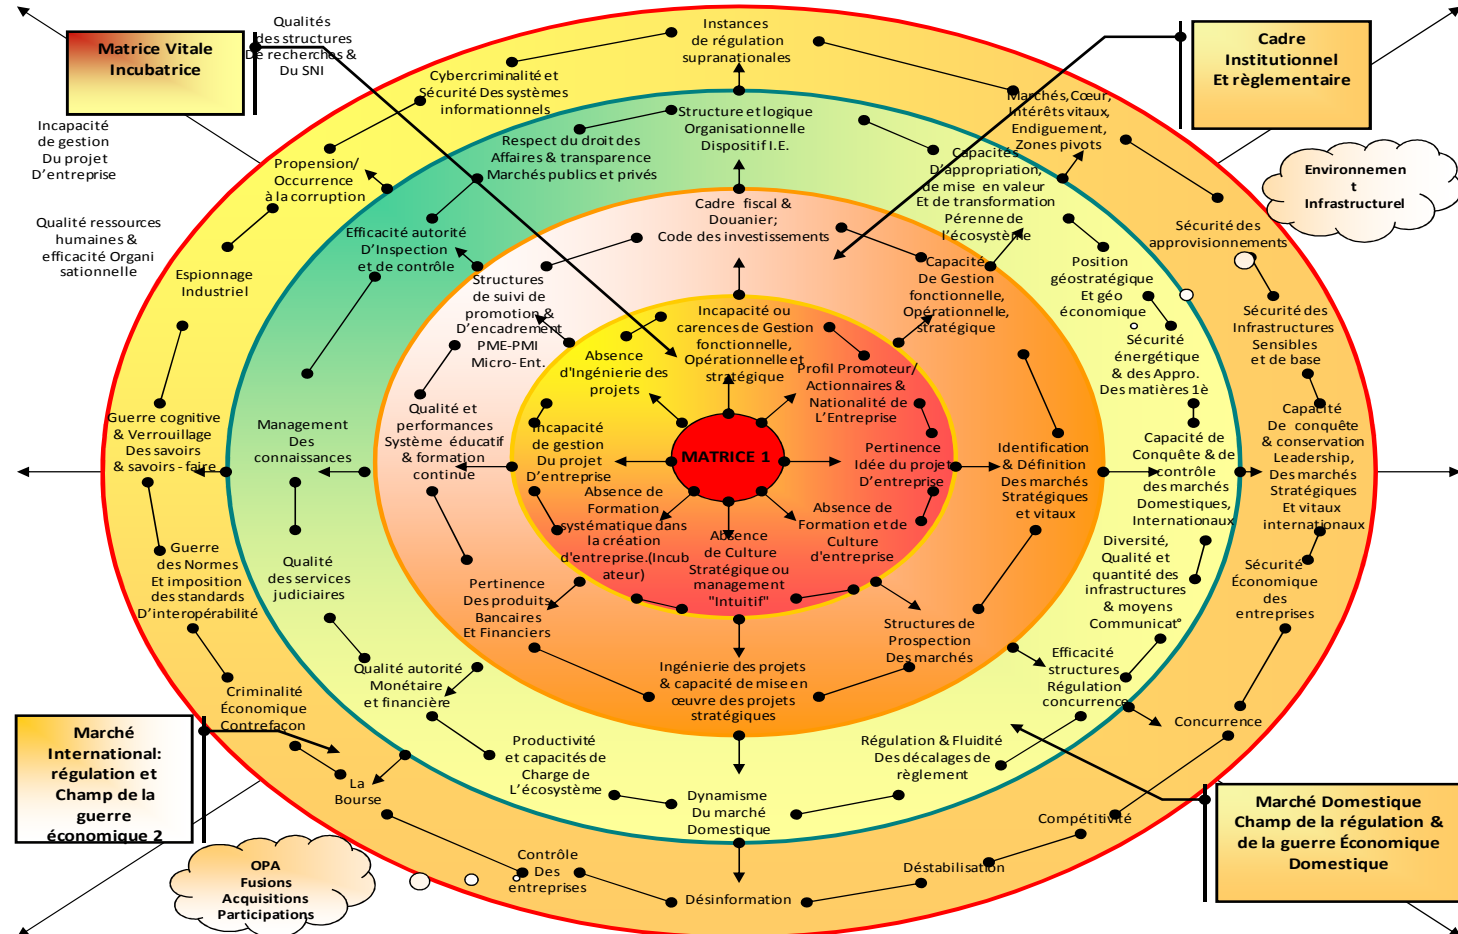 Matrice Vitale
Incubatrice
Qualités
des structures
De recherches &
Du SNI
Incapacité
de gestion
Du projet
D'entreprise
Qualité ressources
humaines &
efficacité Organi
sationnelle
Cadre
Institutionnel
Et règlementaire
Environnemen
t
Infrastructurel
Instances
de régulation
supranationales
Cybercriminalité et
Sécurité Des systèmes
informationnels
Propension/
Occurrence
à la corruption
Espionnage
Industriel
Guerre cognitive
& Verrouillage
Des savoirs
& savoirs - faire
Guerre
des Normes
Et imposition
des standards
D'interopérabilité
Criminalité
Économique
Contrefaçon
La
Bourse
Contrôle
Des
entreprises
Désinformation
Déstabilisation
Compétitivité
Concurrence
Sécurité
Économique
des
entreprises
Capacité
De conquête
& conservation
Leadership,
Des marchés
Stratégiques
Et vitaux
internationaux
Sécurité des
Infrastructures
Sensibles
et de base
Sécurité des
approvisionnements
Marchés, Cœur,
Intérêts vitaux,
Endiguement,
Zones pivots
Structure et logique
Organisationnelle
Dispositif I.E.
Respect du droit des
Affaires & transparence
Marchés publics et privés
Efficacité autorité
D'Inspection
et de contrôle
Management
Des
connaissances
Qualité
des services
judiciaires
Qualité autorité
Monétaire
et financière
Productivité
et capacités de
Charge de
L'écosystème
Dynamisme
Du marché
Domestique
Régulation & Fluidité
Des décalages de
règlement
Efficacité
structures
Régulation
concurrence
Diversité,
Qualité et
quantité des
infrastructures
& moyens
Communicat°
Capacité de
Conquête & de
contrôle
des marchés
Domestiques,
Internationaux
Sécurité
énergétique
& des Appro.
Des matières 1è
Position
géostratégique
Et géo
économique
Capacités
D'appropriation,
de mise en valeur
Et de transformation
Pérenne de
l'écosystème
Cadre fiscal &
Douanier;
Code des investissements
Structures
de suivi de
promotion &
D'encadrement
PME-PMI
Micro- Ent.
Qualité et
performances
Système éducatif
& formation
continue
Pertinence
Des produits
Bancaires
Et Financiers
Ingénierie des projets
& capacité de mise en
œuvre des projets
stratégiques
Structures de
Prospection
Des marchés
Identification
& Définition
Des marchés
Stratégiques
et vitaux
Capacité
De Gestion
fonctionnelle,
Opérationnelle,
stratégique
Incapacité ou
carences de Gestion
fonctionnelle,
Opérationnelle et
stratégique
Absence
d'Ingénierie des
projets
Incapacité
de gestion
Du projet
D'entreprise
Absence de
Formation
systématique dans
la création
d'entreprise.(Incub
ateur)
Absence
de Culture
Stratégique ou
management
"Intuitif"
Absence de
Formation et de
Culture
d'entreprise
Pertinence
Idée du projet
D'entreprise
Profil Promoteur/
Actionnaires &
Nationalité de
L'Entreprise
MATRICE 1
Marché
International:
régulation et
Champ de la
guerre
économique 2
OPA
Fusions
Acquisitions
Participations
Marché Domestique
Champ de la régulation &
de la guerre Économique
Domestique